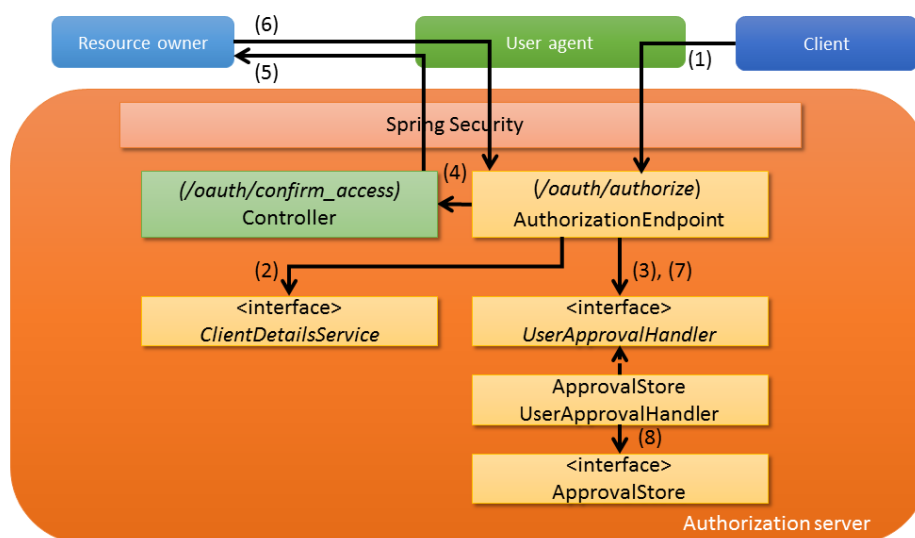 (6)
Resource owner
User agent
Client
(5)
(1)
Spring Security
(/oauth/confirm_access)
Controller
(4)
(/oauth/authorize)
AuthorizationEndpoint
(2)
(3), (7)
<interface>
ClientDetailsService
<interface>
UserApprovalHandler
ApprovalStore
UserApprovalHandler
(8)
<interface>
ApprovalStore
Authorization server